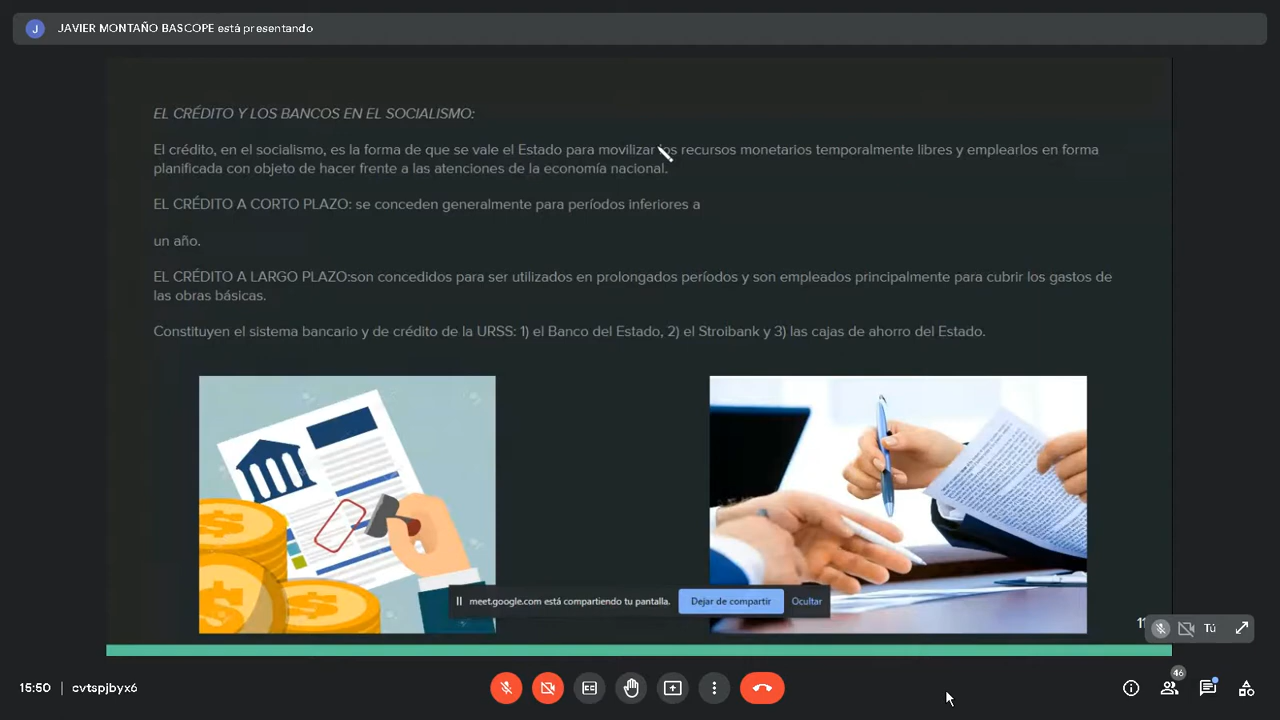 J JAVIER MONTAÑO BASCOPE está presentando
EL CRÉDITO Y LOS BANCOS EN EL SOCIALISMO:
El crédito, en el socialismo, es la forma de que se vale el Estado para movilizar los recursos monetarios temporalmente libres y emplearlos en forma
planificada con objeto de hacer frente a las atenciones de la economía nacional.
EL CRÉDITO A CORTO PLAZO: se conceden generalmente para períodos inferiores a
un año.
EL CRÉDITO A LARGO PLAZO:son concedidos para ser utilizados en prolongados períodos y son empleados principalmente para cubrir los gastos de
las obras básicas.
Constituyen el sistema bancario y de crédito de la URSS: 1) el Banco del Estado, 2) el Stroibank y 3) las cajas de ahorro del Estado.
meet.google.com está compartiendo tu pantalla. Dejar de compartir Ocultar
Tú
15:50 | cvtspjbyx6
46